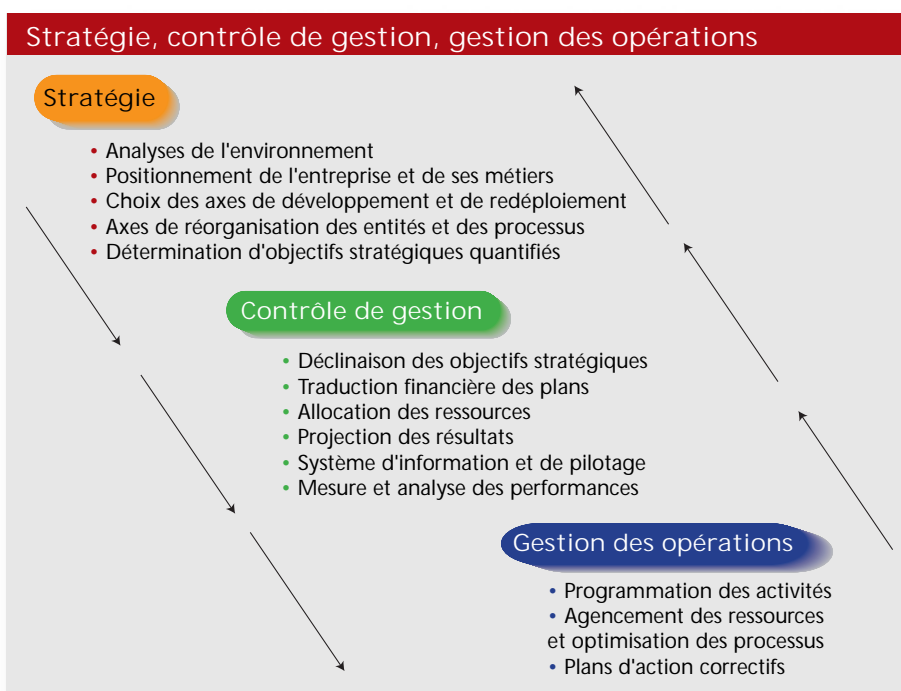 Stratégie, contrôle de gestion, gestion des opérations
Stratégie
• Analyses de l'environnement
• Positionnement de l'entreprise et de ses métiers
• Choix des axes de développement et de redéploiement
• Axes de réorganisation des entités et des processus
• Détermination d'objectifs stratégiques quantifiés
Contrôle de gestion
• Déclinaison des objectifs stratégiques
• Traduction financière des plans
• Allocation des ressources
• Projection des résultats
• Système d'information et de pilotage
• Mesure et analyse des performances
Gestion des opérations
• Programmation des activités
• Agencement des ressources
et optimisation des processus
• Plans d'action correctifs